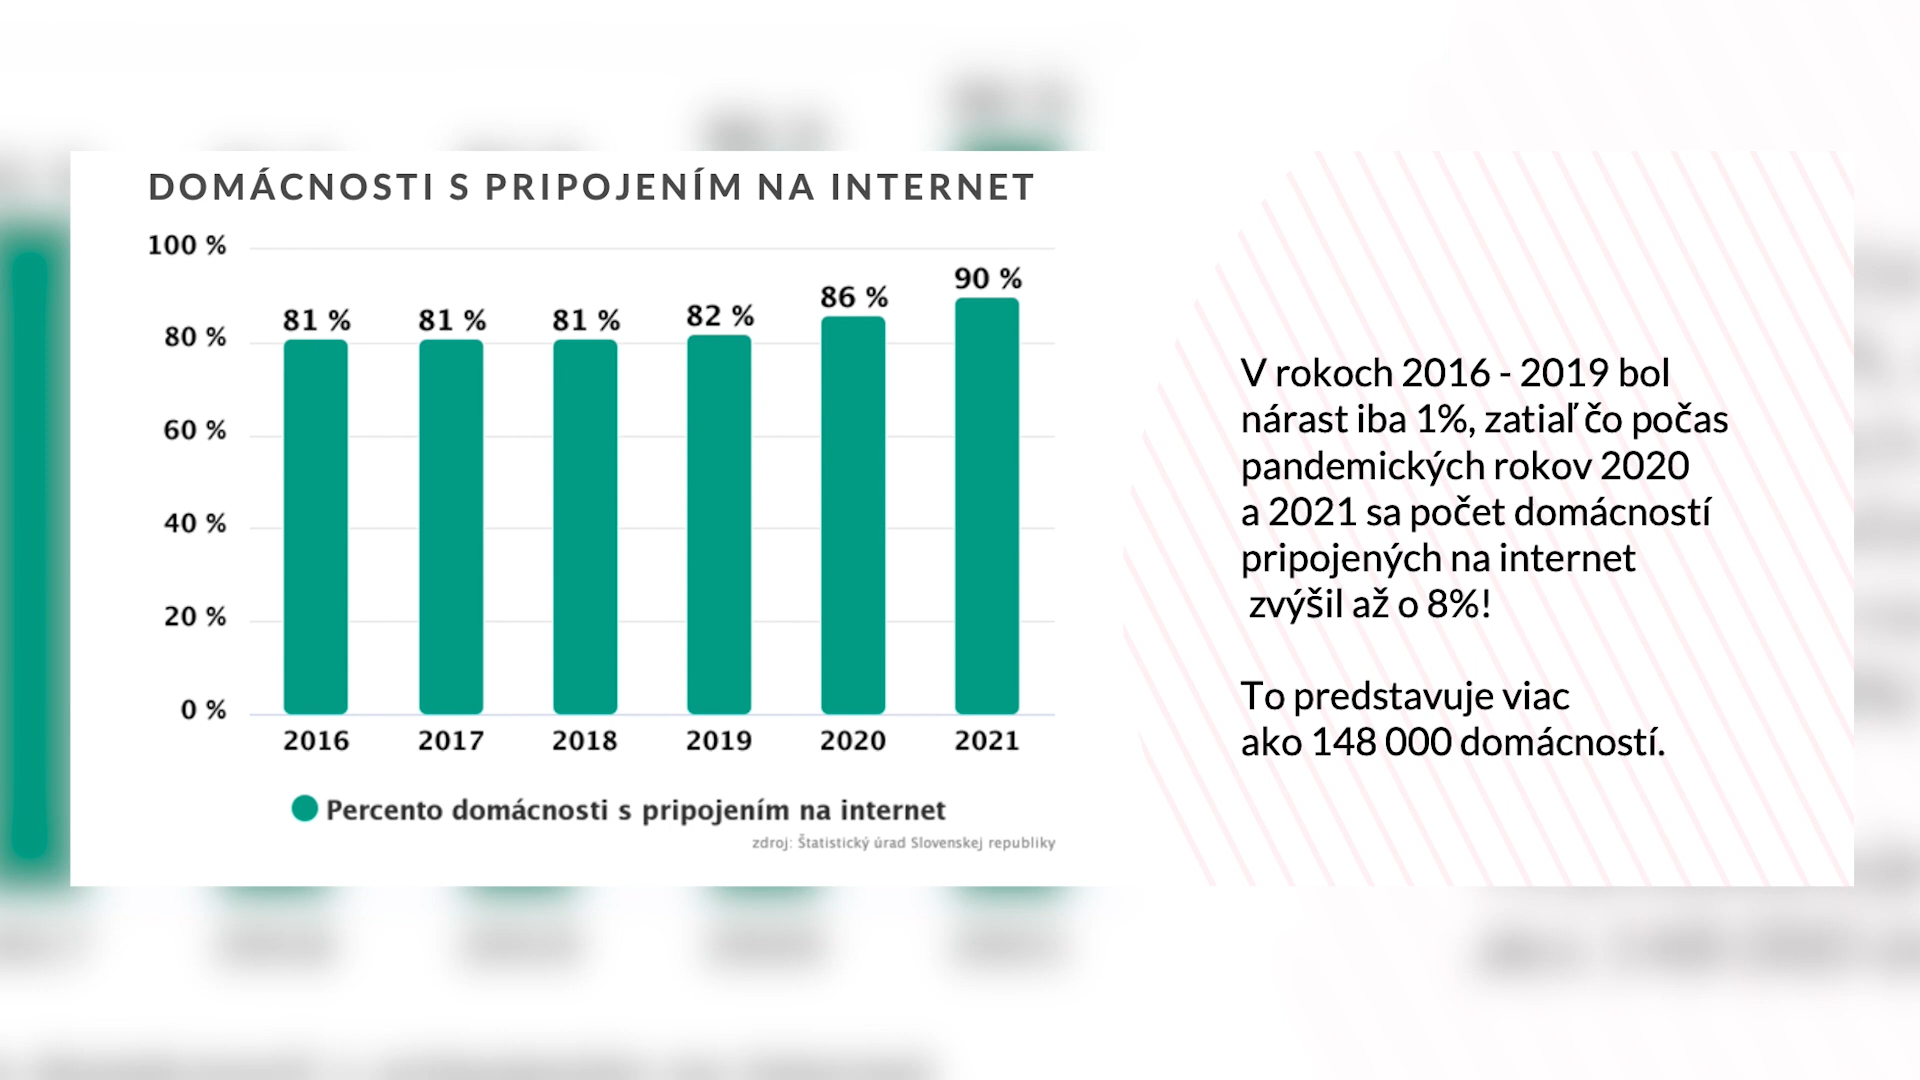 DOMÁCNOSTI S PRIPOJENÍM NA INTERNET
100 %
80 %
60 %
40 %
20 %
0 %
81 %
81 %
81 %
82 %
86 %
90 %
2016
2017
2018
2019
2020
2021
Percento domácnosti s pripojením na internet
zdroj: Štatistický úrad Slovenskej republiky
V rokoch 2016 - 2019 bol
nárast iba 1%, zatiaľ čo počas
pandemických rokov 2020
a 2021 sa počet domácností
pripojených na internet
zvýšil až o 8%!
To predstavuje viac
ako 148 000 domácností.